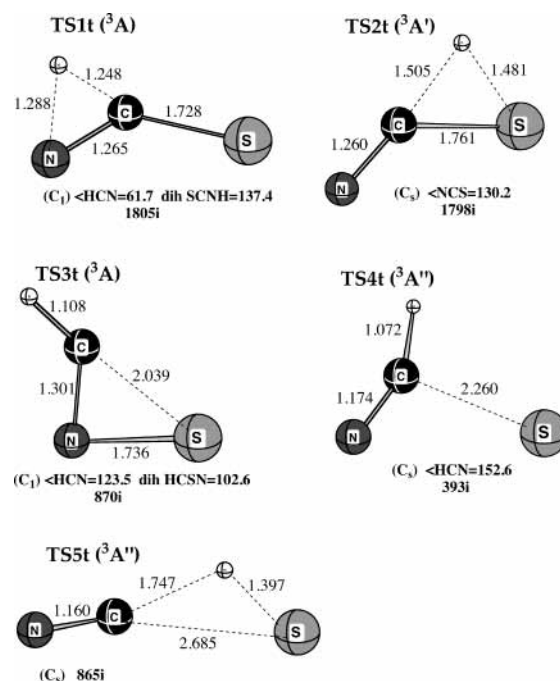 TS1t (³A)
1.248
1.288
C
1.728
N
1.265
S
(C₁) <HCN=61.7 dih SCNH=137.4
1805i
TS2t (³A')
1.505
1.481
C
S
1.260
1.761
N
(Cₛ) <NCS=130.2
1798i
TS3t (³A)
1.108
C
1.301
2.039
N
S
1.736
(C₁) <HCN=123.5 dih HCSN=102.6
870i
TS4t (³A")
1.072
C
1.174
2.260
N
S
(Cₛ) <HCN=152.6
393i
TS5t (³A")
1.747
1.397
1.160
C
N
S
2.685
(Cₛ) 865i